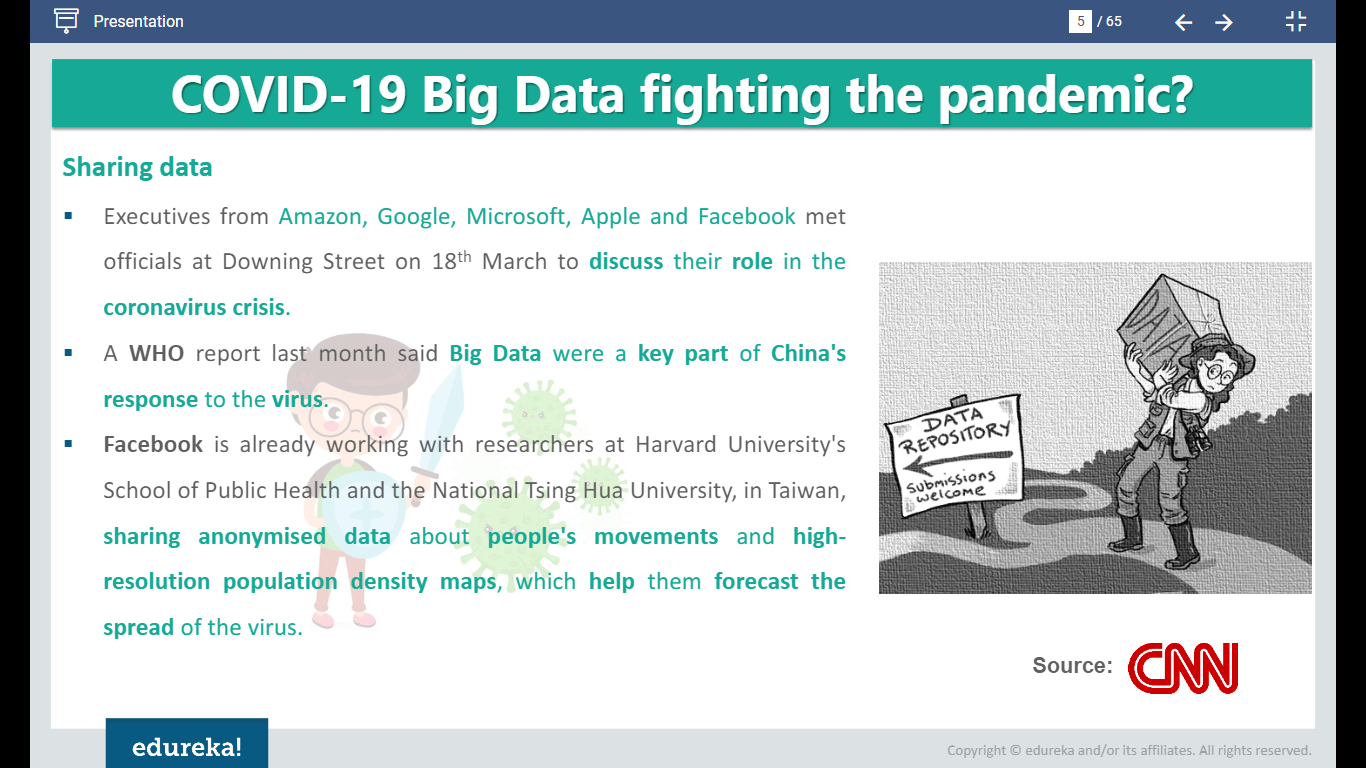 Presentation
5 / 65
COVID-19 Big Data fighting the pandemic?
Sharing data
▪ Executives from Amazon, Google, Microsoft, Apple and Facebook met
officials at Downing Street on 18th March to discuss their role in the
coronavirus crisis.
▪ A WHO report last month said Big Data were a key part of China's
response to the virus.
▪ Facebook is already working with researchers at Harvard University's
School of Public Health and the National Tsing Hua University, in Taiwan,
sharing anonymised data about people's movements and high-
resolution population density maps, which help them forecast the
spread of the virus.
DATA
DATA
REPOSITORY
submissions
welcome
Source: CNN
edureka!
Copyright © edureka and/or its affiliates. All rights reserved.